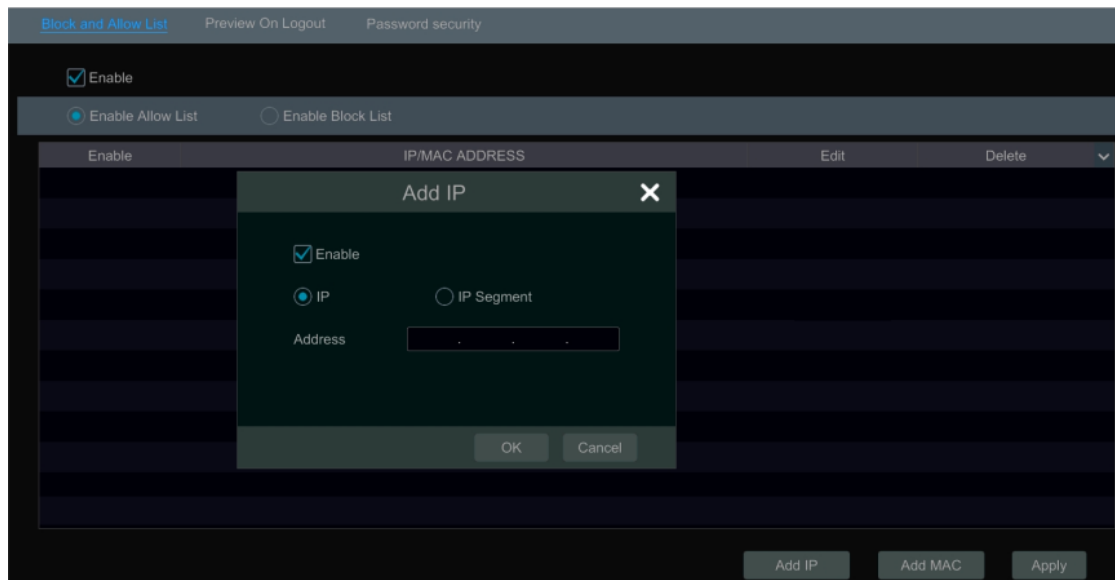 Block and Allow List Preview On Logout Password security
Enable
Enable Allow List Enable Block List
Enable IP/MAC ADDRESS Edit Delete
Add IP
Enable
IP IP Segment
Address . . .
OK Cancel
Add IP Add MAC Apply